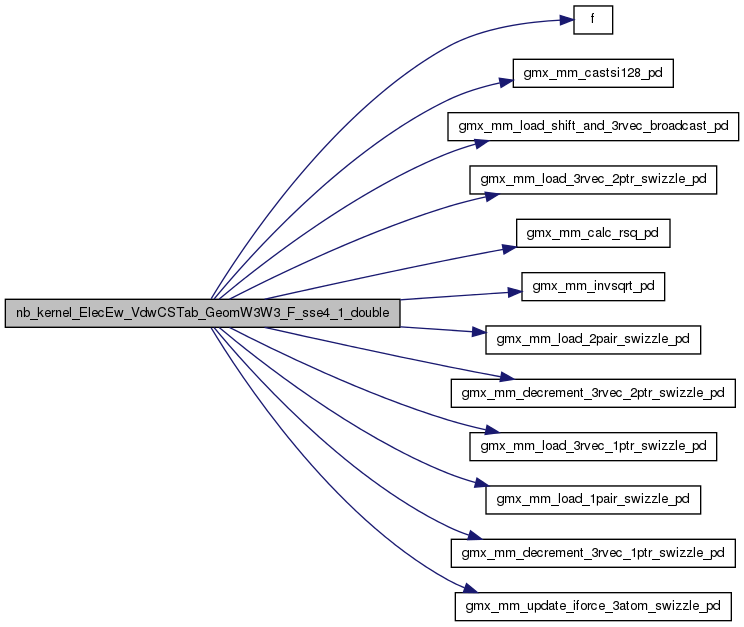 f
gmx_mm_castsi128_pd
gmx_mm_load_shift_and_3rvec_broadcast_pd
gmx_mm_load_3rvec_2ptr_swizzle_pd
gmx_mm_calc_rsq_pd
gmx_mm_invsqrt_pd
nb_kernel_ElecEw_VdwCSTab_GeomW3W3_F_sse4_1_double
gmx_mm_load_2pair_swizzle_pd
gmx_mm_decrement_3rvec_2ptr_swizzle_pd
gmx_mm_load_3rvec_1ptr_swizzle_pd
gmx_mm_load_1pair_swizzle_pd
gmx_mm_decrement_3rvec_1ptr_swizzle_pd
gmx_mm_update_iforce_3atom_swizzle_pd